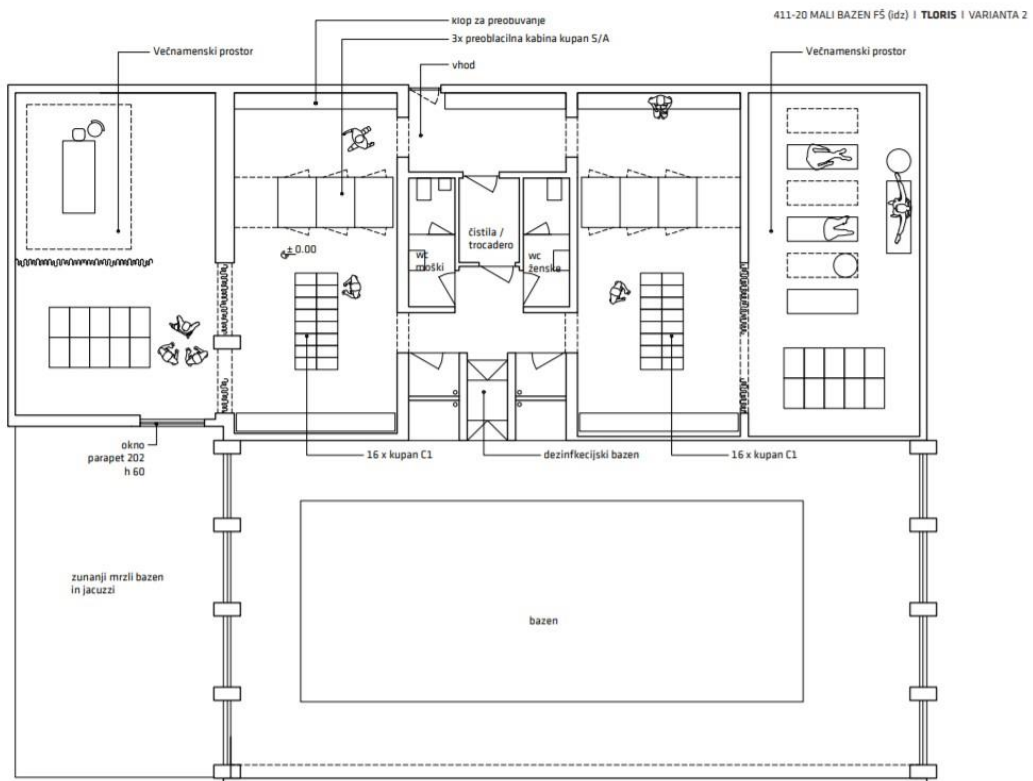 411-20 MALI BAZEN FŠ (idz) | TLORIS | VARIANTA 2
klop za preobuvanje
3x preoblacilna kabina kupan S/A
Večnamenski prostor
vhod
Večnamenski prostor
čistila /
trocadero
wc
moški
wc
ženske
± 0.00
okno
parapet 202
h 60
16 x kupan C1
dezinfkecijski bazen
16 x kupan C1
zunanji mrzli bazen
in jacuzzi
bazen